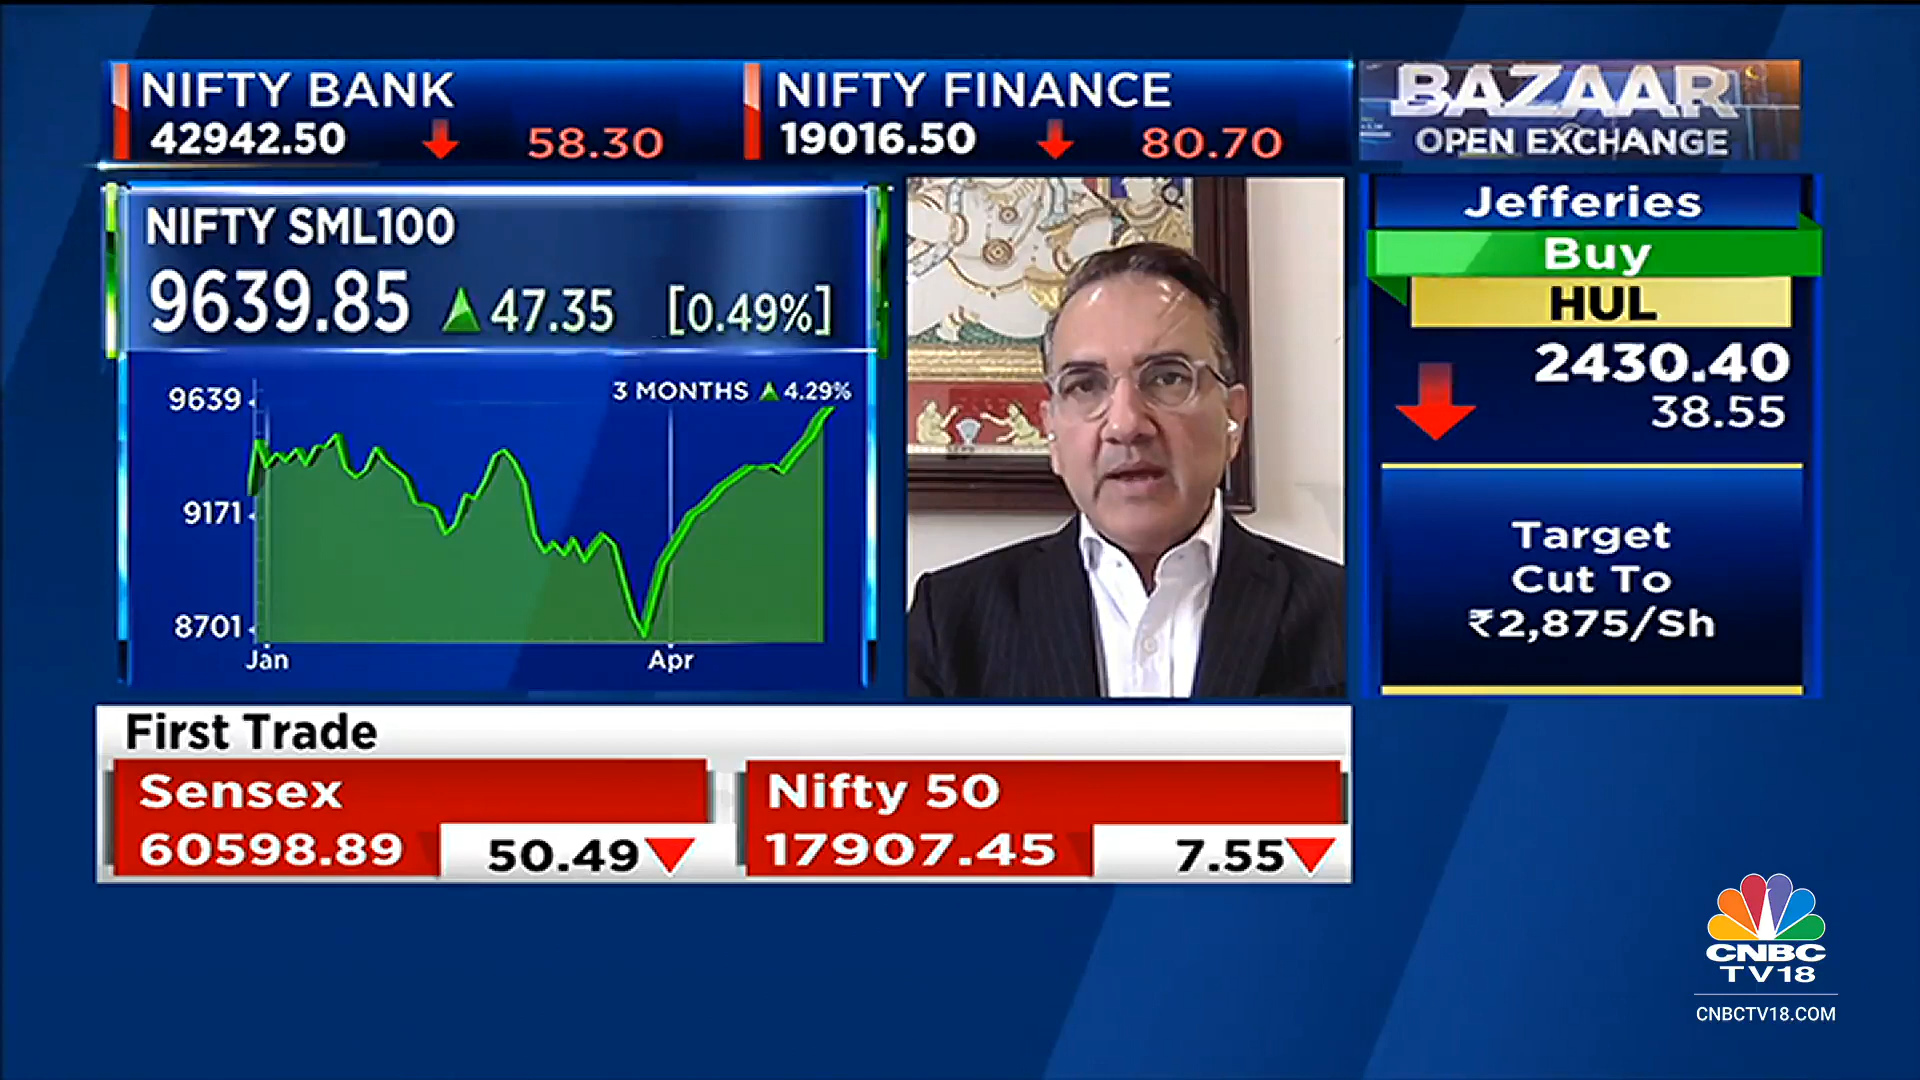 NIFTY BANK
42942.50 58.30
NIFTY FINANCE
19016.50 80.70
BAZAAR
OPEN EXCHANGE
NIFTY SML100
9639.85 47.35 [0.49%]
3 MONTHS 4.29%
9639
9171
8701
Jan Apr
Jefferies
Buy
HUL
2430.40
38.55
Target
Cut To
₹2,875/Sh
First Trade
Sensex
60598.89 50.49
Nifty 50
17907.45 7.55
CNBC
TV18
CNBCTV18.COM